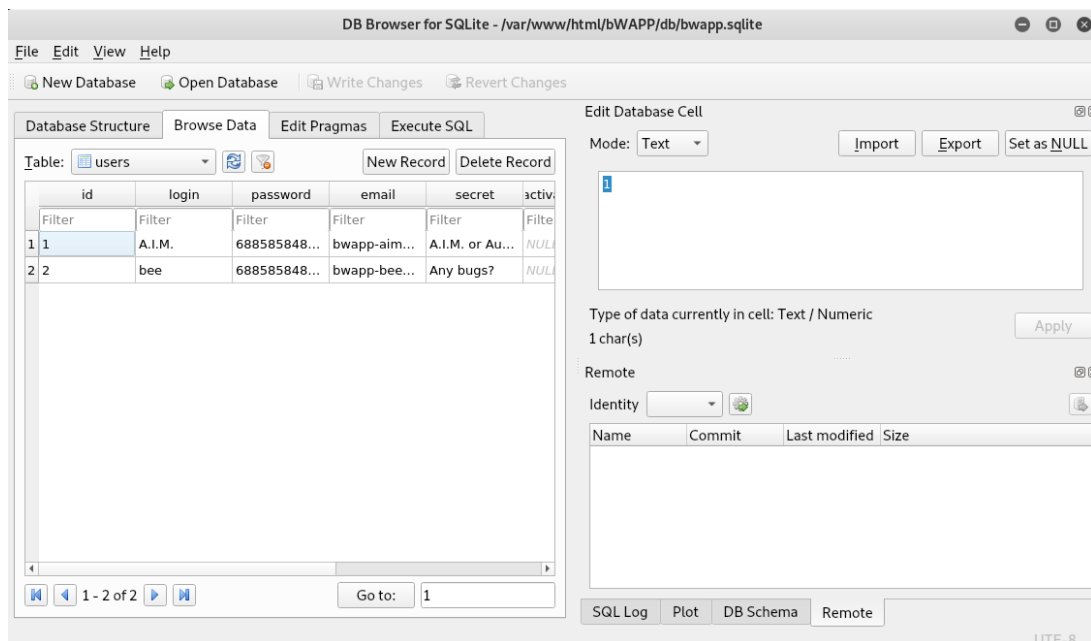 DB Browser for SQLite - /var/www/html/bWAPP/db/bwapp.sqlite
File Edit View Help
New Database Open Database Write Changes Revert Changes
Database Structure Browse Data Edit Pragmas Execute SQL
Table: users New Record Delete Record
id login password email secret activa
Filter Filter Filter Filter Filter Filte
1 1 A.I.M. 688585848... bwapp-aim... A.I.M. or Au... NULL
2 2 bee 688585848... bwapp-bee... Any bugs? NULL
1 - 2 of 2 Go to: 1
Edit Database Cell
Mode: Text Import Export Set as NULL
1
Type of data currently in cell: Text / Numeric
1 char(s)
Apply
Remote
Identity
Name Commit Last modified Size
SQL Log Plot DB Schema Remote
UTF-8